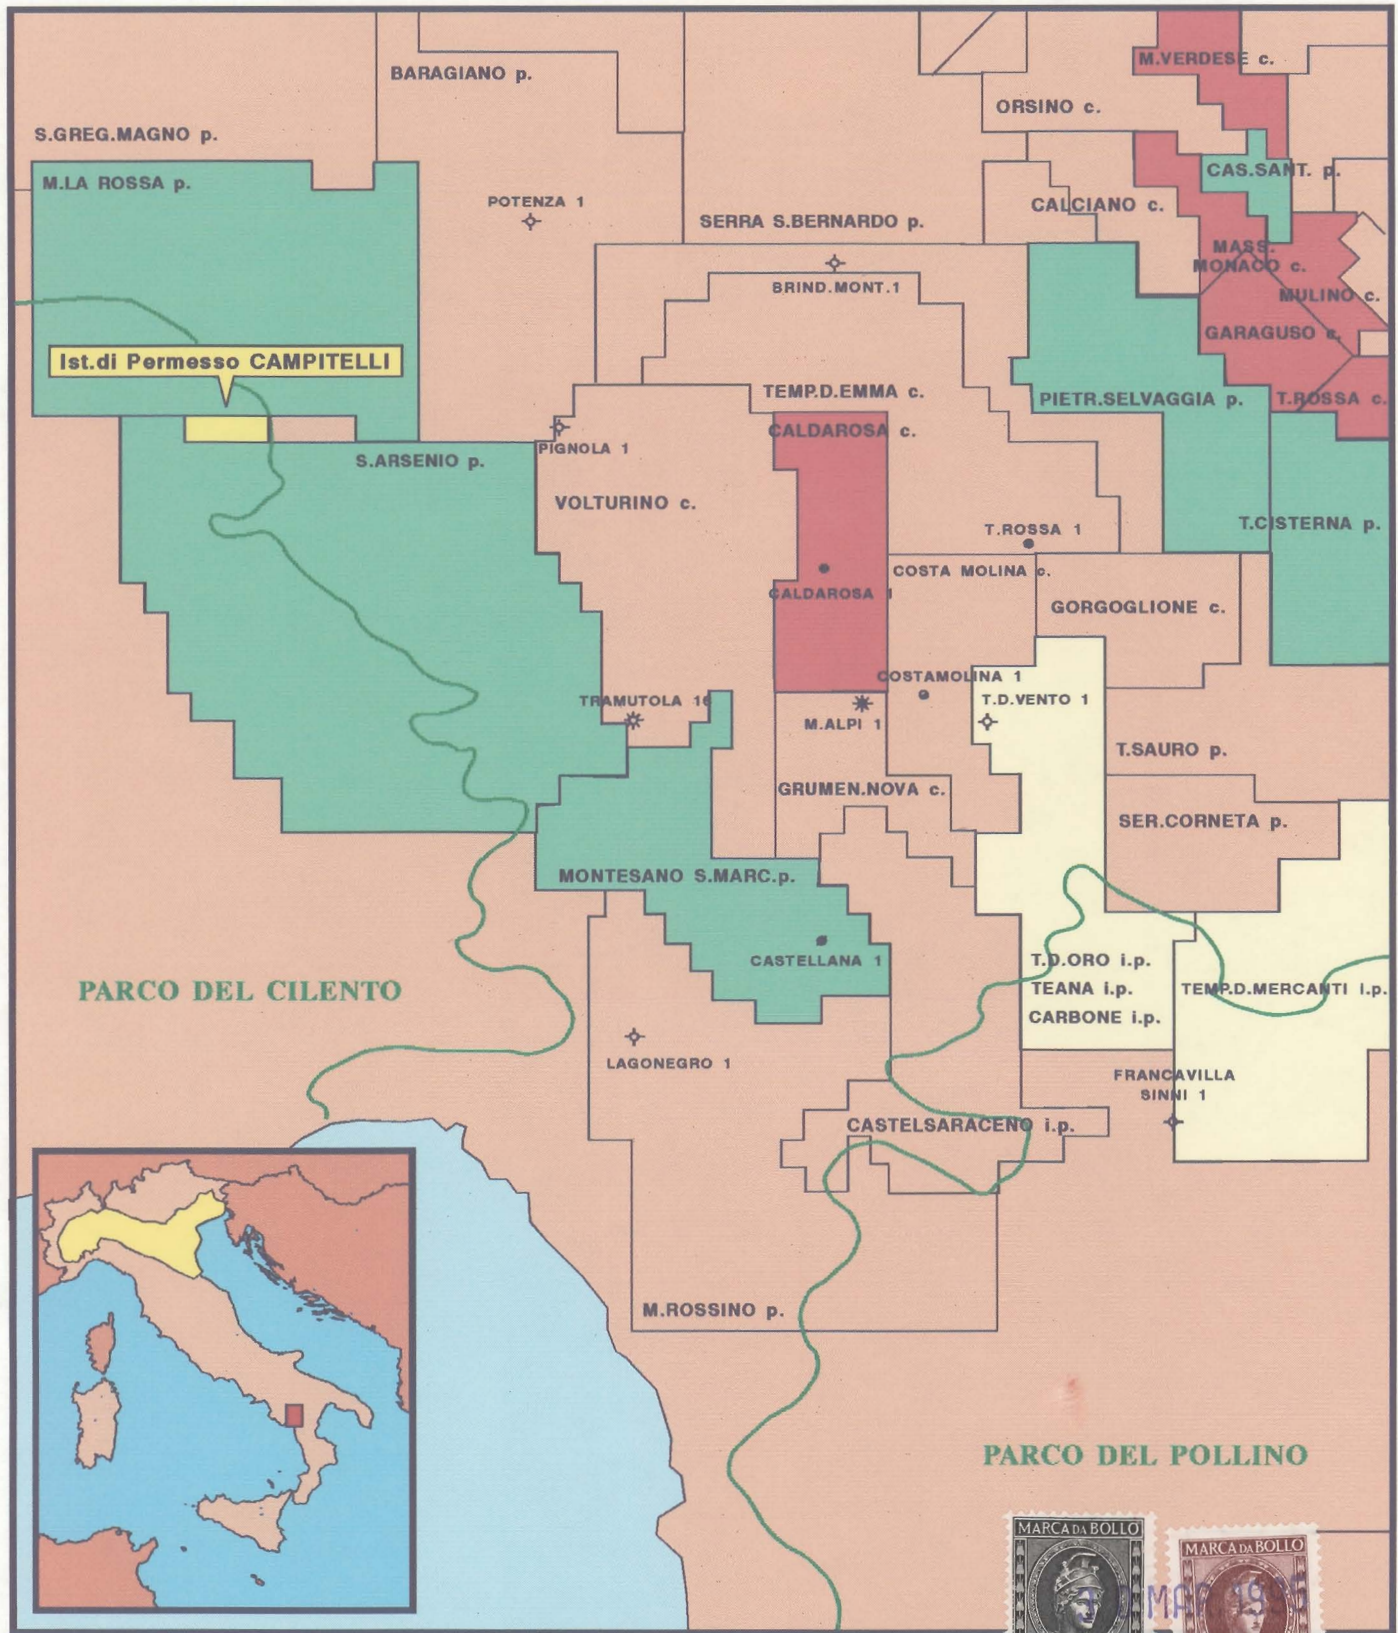 BARAGIANO p.
M.VERDESE c.
ORSINO c.
S.GREG.MAGNO p.
M.LA ROSSA p.
CAS.SANT. p.
POTENZA 1
CALCIANO c.
SERRA S.BERNARDO p.
MASS.
MONACO c.
BRIND.MONT.1
MULINO c.
GARAGUSO c.
Ist.di Permesso CAMPITELLI
TEMP.D.EMMA c.
PIETR.SELVAGGIA p.
T.ROSSA c.
CALDAROSA c.
PIGNOLA 1
S.ARSENIO p.
VOLTURINO c.
T.CISTERNA p.
T.ROSSA 1
COSTA MOLINA c.
CALDAROSA 1
GORGOGLIONE c.
COSTAMOLINA 1
TRAMUTOLA 16
T.D.VENTO 1
M.ALPI 1
T.SAURO p.
GRUMEN.NOVA c.
SER.CORNETA p.
MONTESANO S.MARC.p.
CASTELLANA 1
T.D.ORO i.p.
TEANA i.p.
CARBONE i.p.
TEMP.D.MERCANTI i.p.
PARCO DEL CILENTO
LAGONEGRO 1
FRANCAVILLA
SINNI 1
CASTELSARACENO i.p.
M.ROSSINO p.
PARCO DEL POLLINO
MARCA DA BOLLO
MARCA DA BOLLO
MAR. 1995